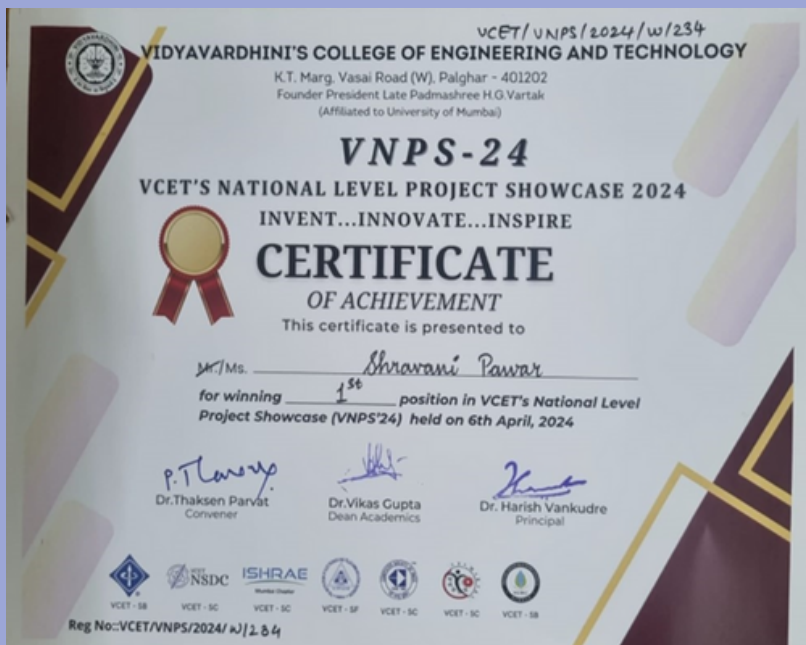 VCET/VNPS/2024/W/234
VIDYAVARDHINI'S COLLEGE OF ENGINEERING AND TECHNOLOGY
K.T. Marg, Vasai Road (W), Palghar - 401202
Founder President Late Padmashree H.G.Vartak
(Affiliated to University of Mumbai)
VNPS-24
VCET'S NATIONAL LEVEL PROJECT SHOWCASE 2024
INVENT...INNOVATE...INSPIRE
CERTIFICATE
OF ACHIEVEMENT
This certificate is presented to
Mr./Ms. Shravani Pawar
for winning 1st position in VCET's National Level
Project Showcase (VNPS'24) held on 6th April, 2024
Dr.Thaksen Parvat Dr.Vikas Gupta Dr. Harish Vankudre
Convener Dean Academics Principal
NSDC ISHRAE
VCET - SB VCET - SC VCET - SC VCET - SF VCET - SC VCET - SC VCET - SB
Reg No::VCET/VNPS/2024/W/234